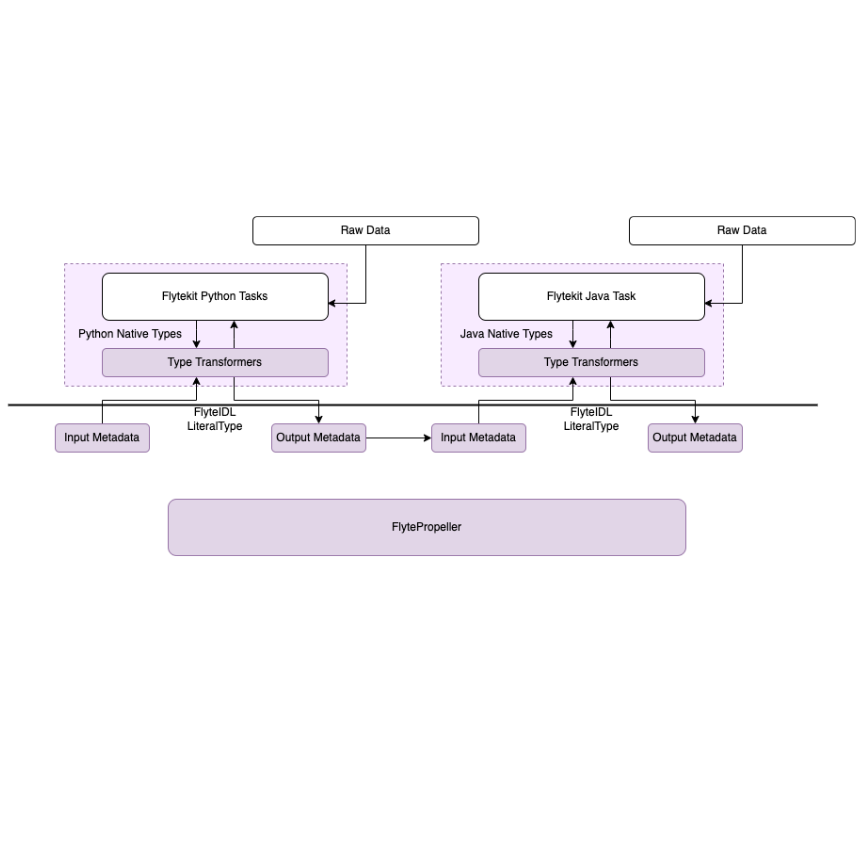 Raw Data
Raw Data
Flytekit Python Tasks
Flytekit Java Task
Python Native Types
Java Native Types
Type Transformers
Type Transformers
FlyteIDL
LiteralType
FlyteIDL
LiteralType
Input Metadata
Output Metadata
Input Metadata
Output Metadata
FlytePropeller